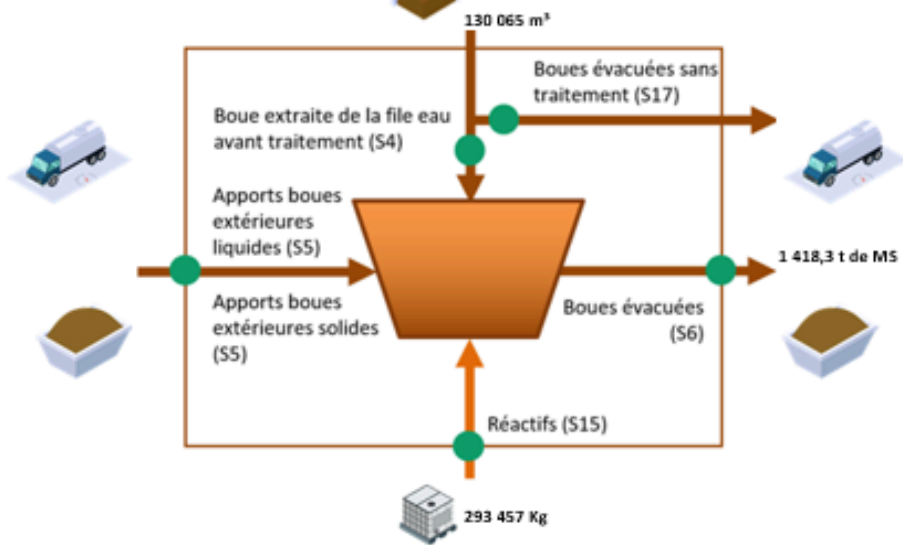 130 065 m³
Boues évacuées sans
traitement (S17)
Boue extraite de la file eau
avant traitement (S4)
Apports boues
extérieures
liquides (S5)
1 418,3 t de MS
Apports boues
extérieures solides
(S5)
Boues évacuées
(S6)
Réactifs (S15)
293 457 Kg